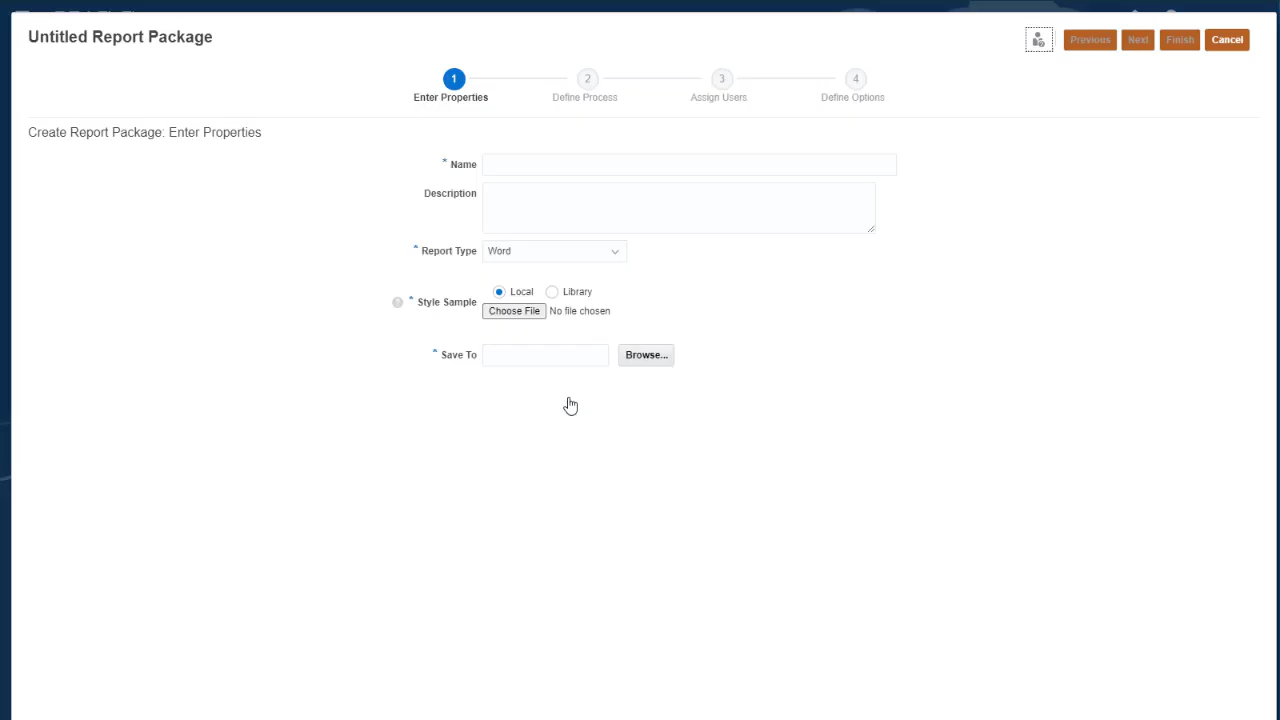 Untitled Report Package
Previous
Next
Finish
Cancel
1
2
3
4
Enter Properties
Define Process
Assign Users
Define Options
Create Report Package: Enter Properties
* Name
Description
* Report Type
Word
? * Style Sample
Local
Library
Choose File
No file chosen
* Save To
Browse...